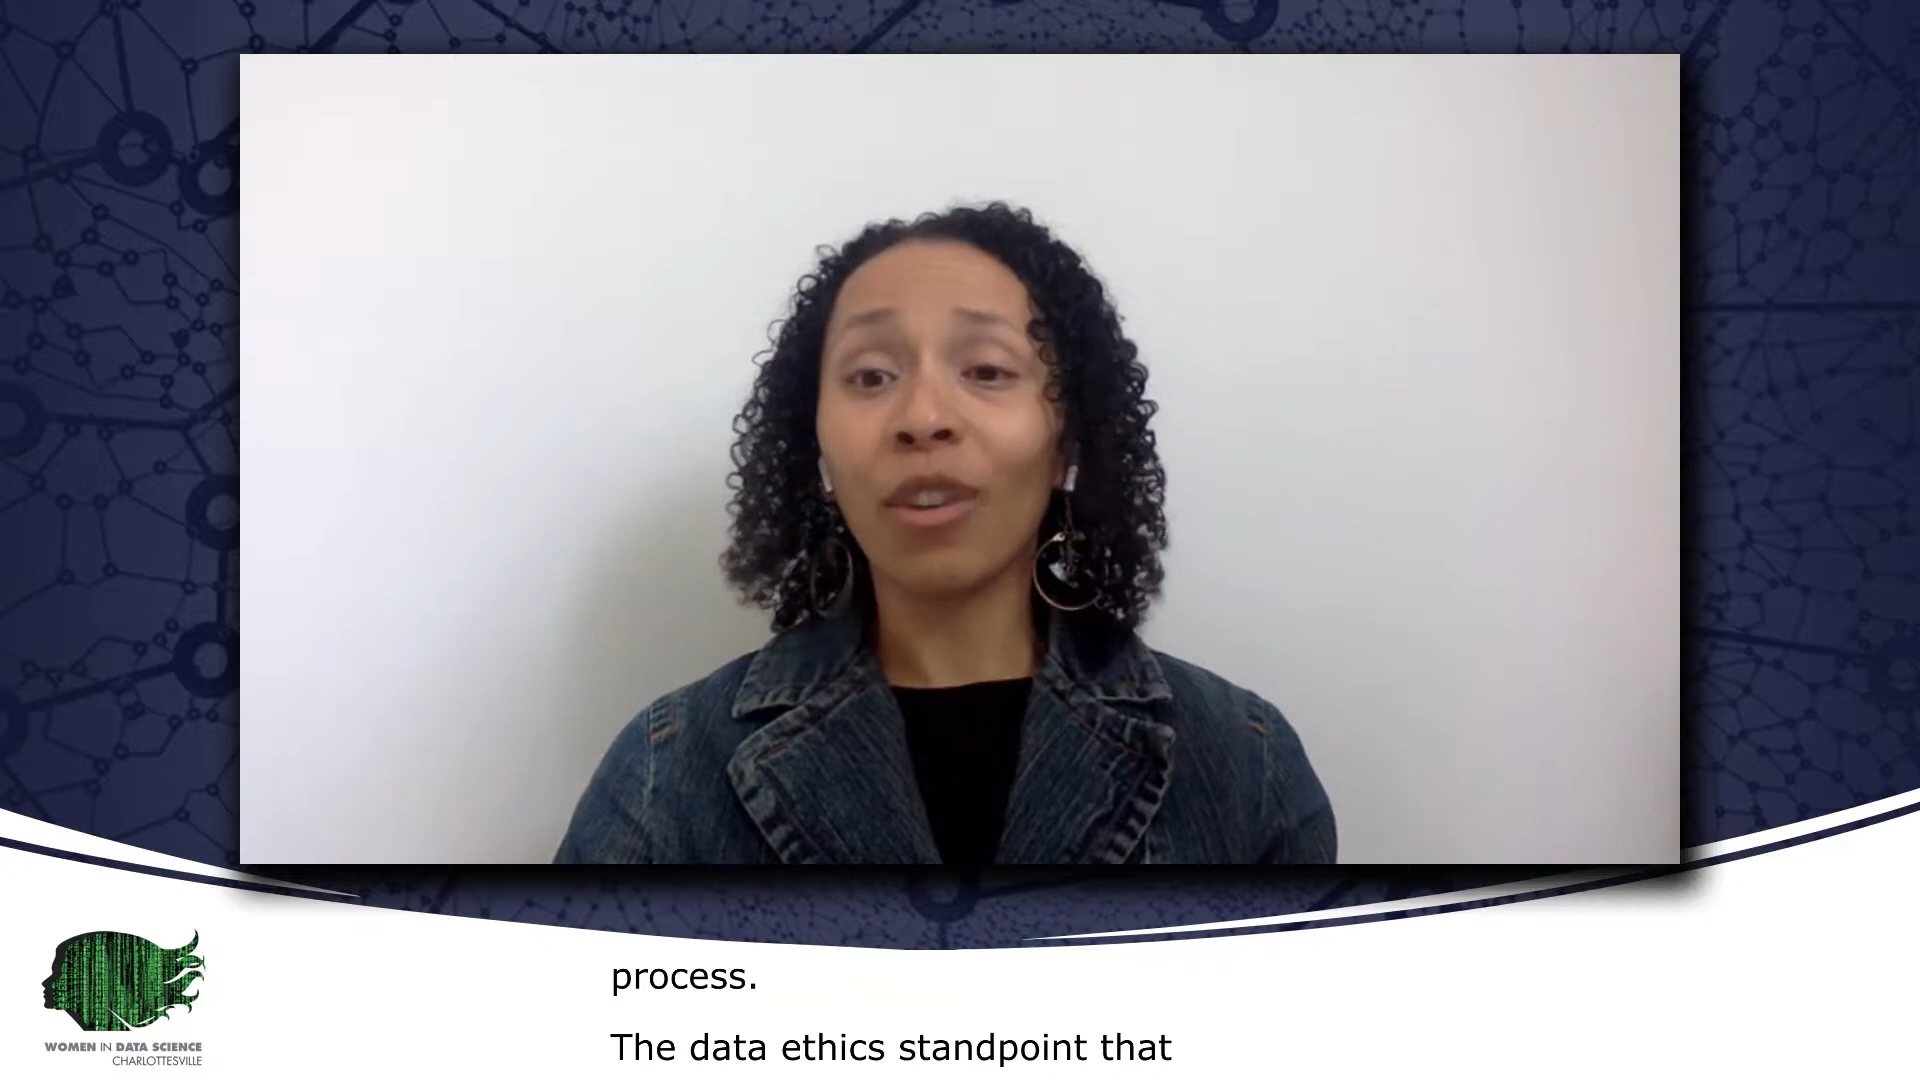 process.
The data ethics standpoint that
WOMEN IN DATA SCIENCE
CHARLOTTESVILLE